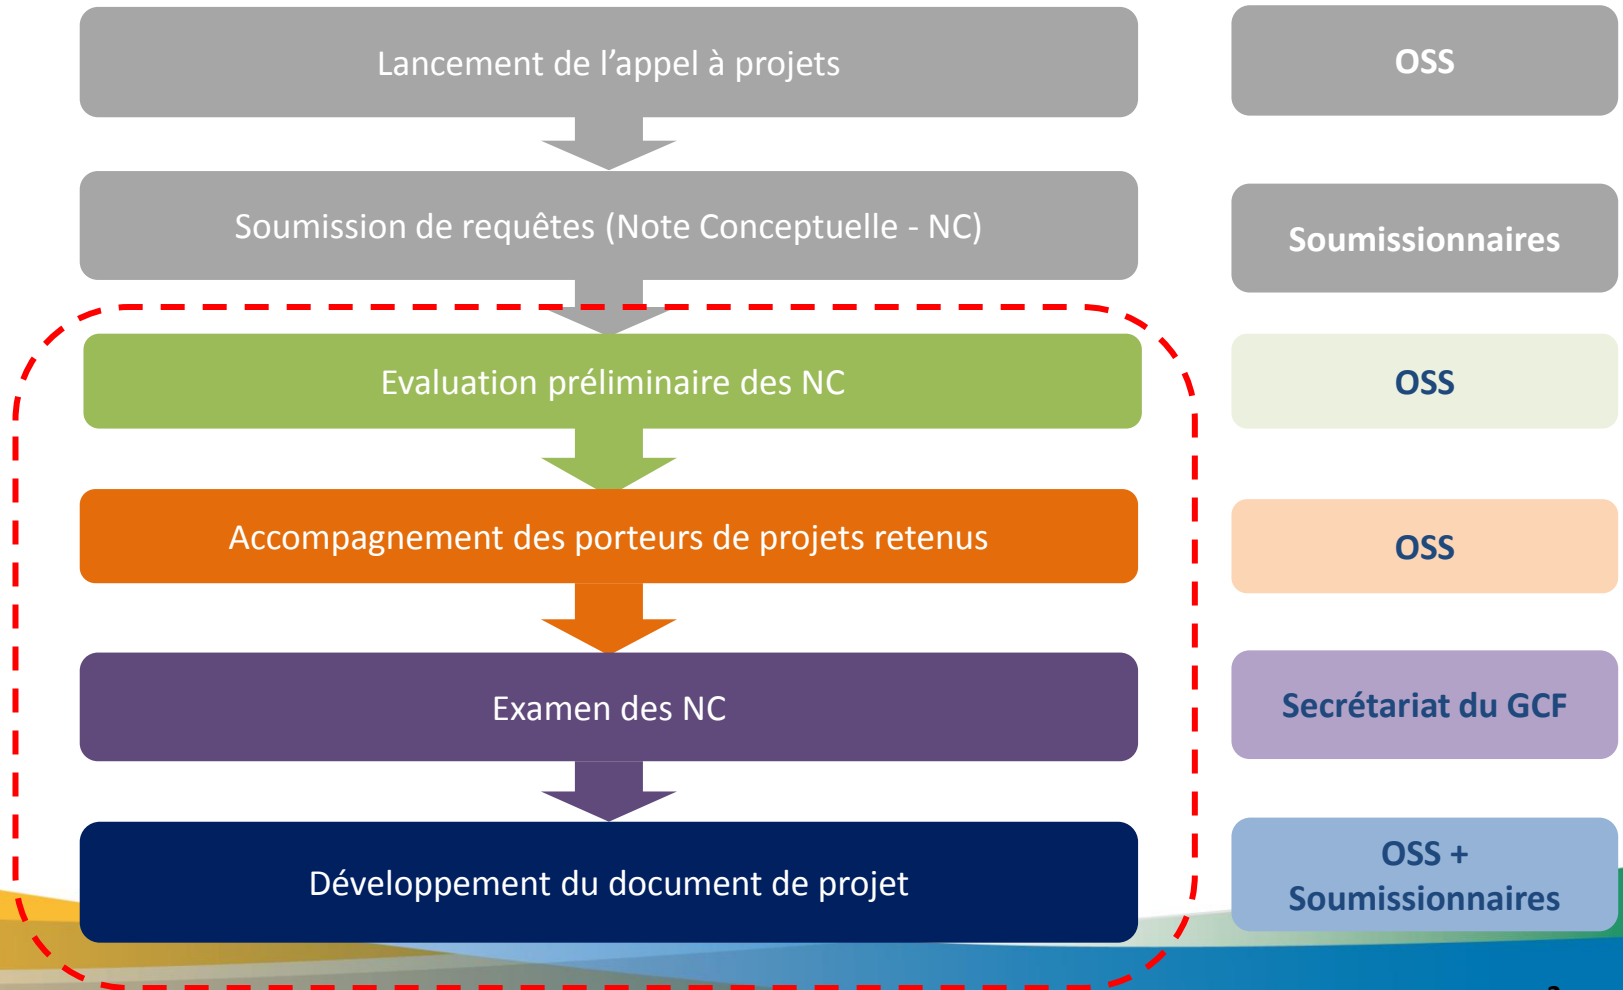 Lancement de l’appel à projets
OSS
Soumission de requêtes (Note Conceptuelle - NC)
Soumissionnaires
Evaluation préliminaire des NC
OSS
Accompagnement des porteurs de projets retenus
OSS
Examen des NC
Secrétariat du GCF
Développement du document de projet
OSS +
Soumissionnaires